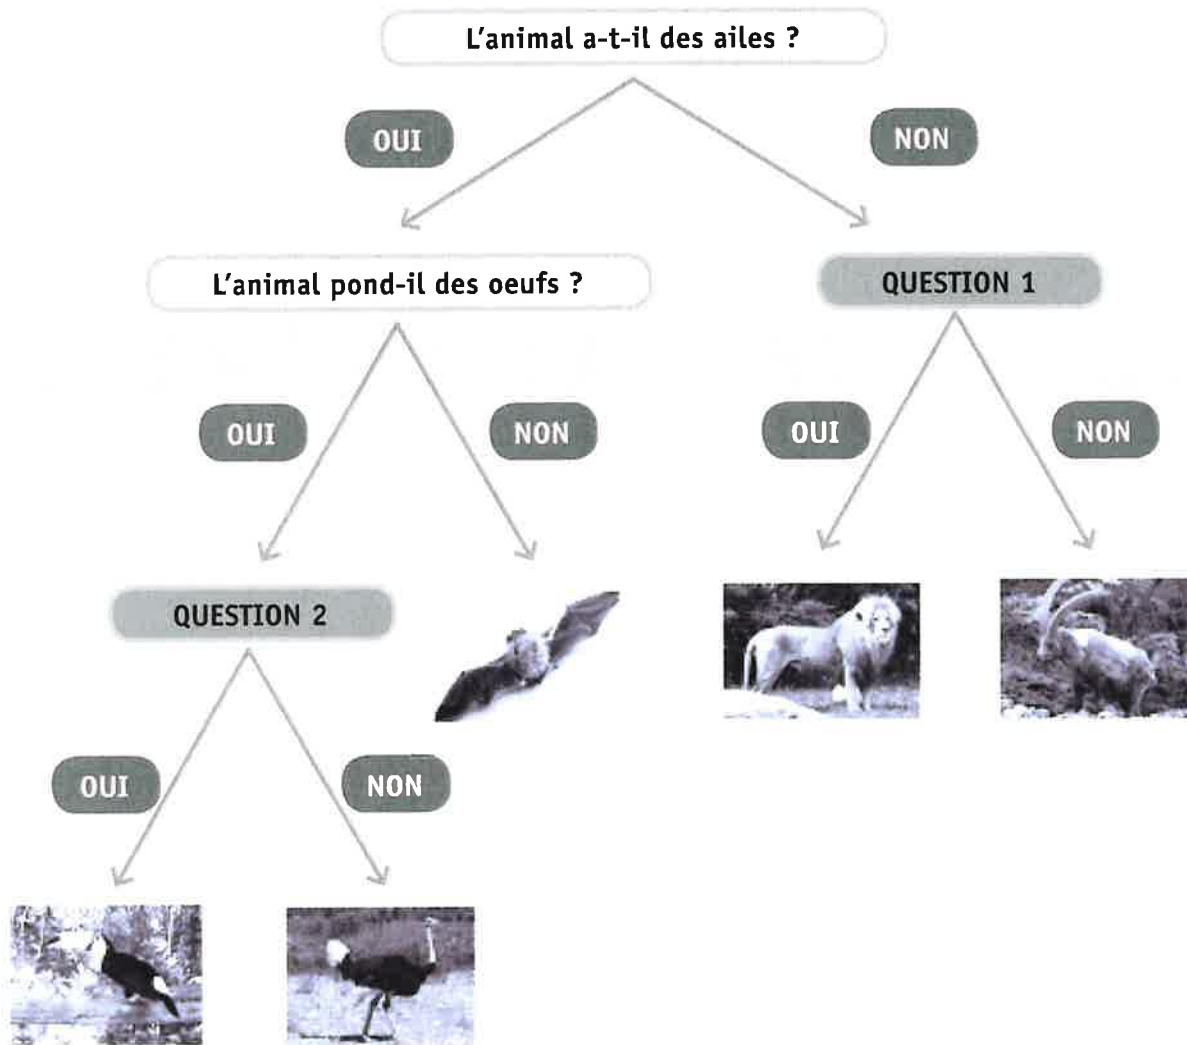 L'animal a-t-il des ailes ?
OUI
NON
L'animal pond-il des oeufs ?
QUESTION 1
OUI
NON
OUI
NON
QUESTION 2
OUI
NON